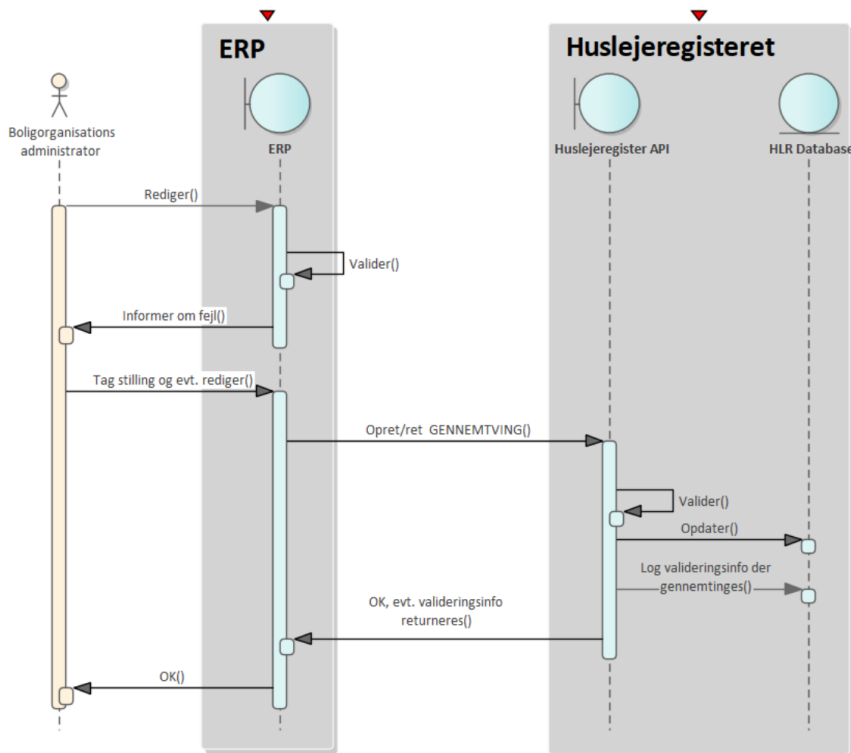 ERP
Huslejeregisteret
Boligorganisations
administrator
ERP
Huslejeregister API
HLR Database
Rediger()
Valider()
Informer om fejl()
Tag stilling og evt. rediger()
Opret/ret GENNEMTVING()
Valider()
Opdater()
Log valideringsinfo der
gennemtinges()
OK, evt. valideringsinfo
returneres()
OK()